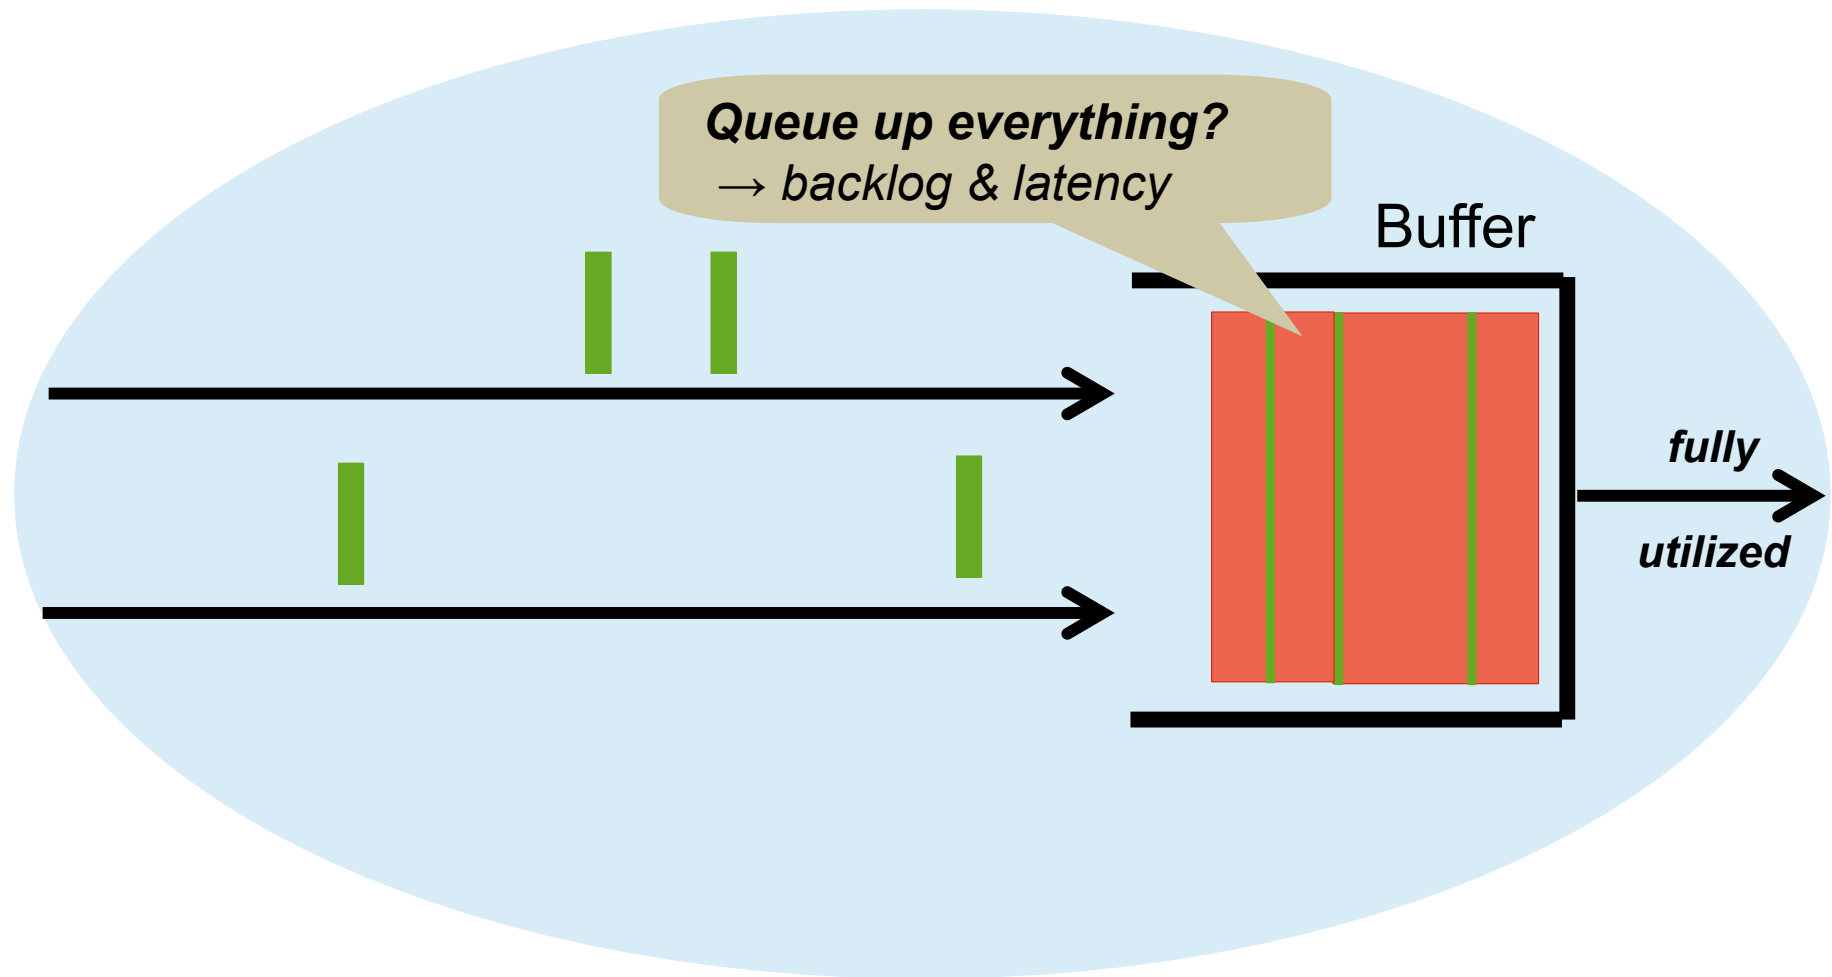 Queue up everything?
→ backlog & latency
Buffer
fully
utilized